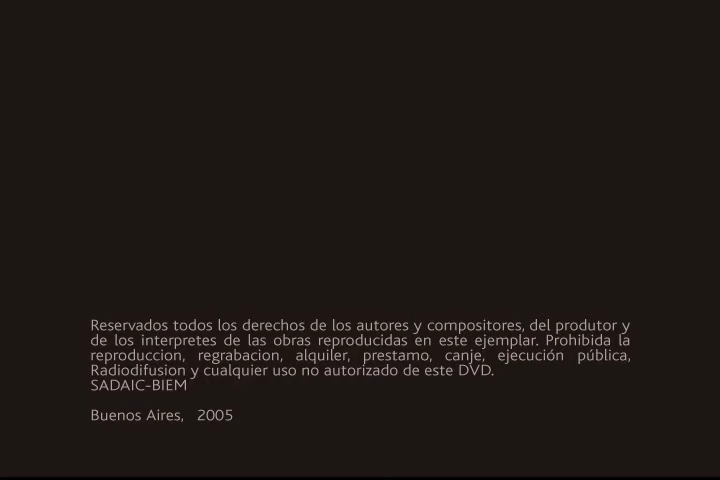 Reservados todos los derechos de los autores y compositores, del produtor y
de los interpretes de las obras reproducidas en este ejemplar. Prohibida la
reproduccion, regrabacion, alquiler, prestamo, canje, ejecución pública,
Radiodifusion y cualquier uso no autorizado de este DVD.
SADAIC-BIEM
Buenos Aires, 2005